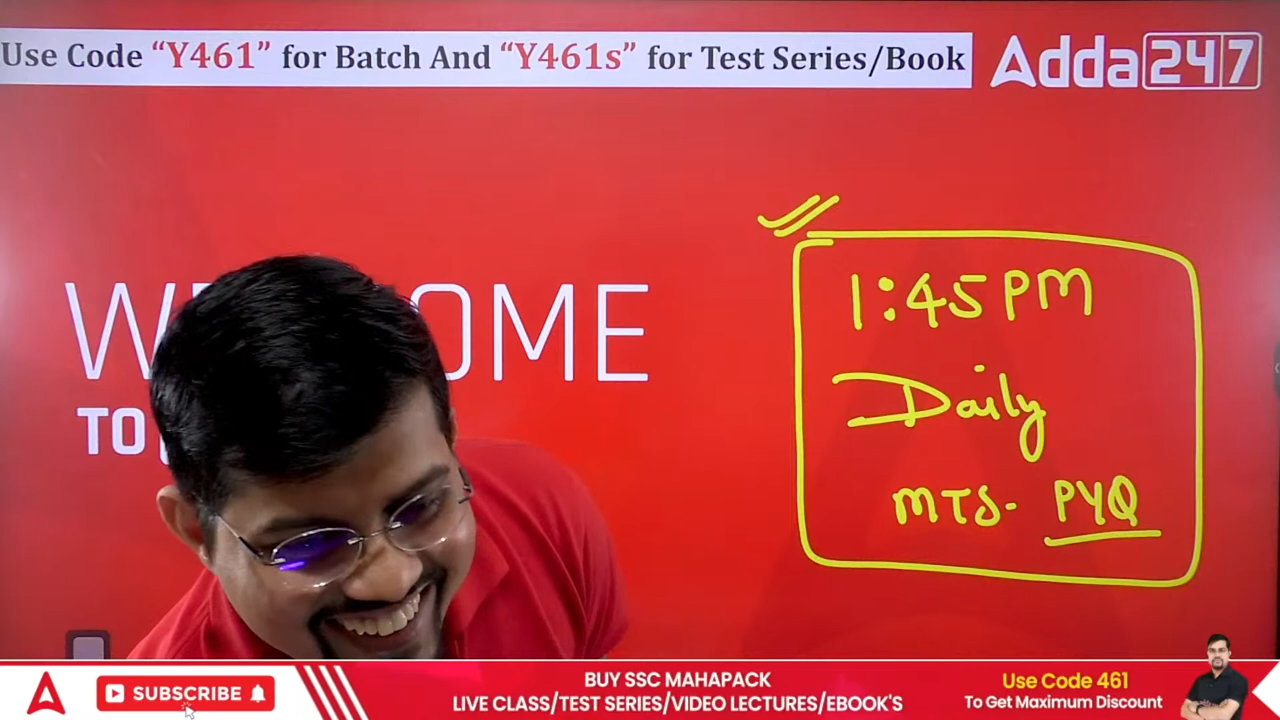 Use Code “Y461” for Batch And “Y461s” for Test Series/Book
Adda247
TO
1:45 PM
Daily
MTS- PYQ
SUBSCRIBE
BUY SSC MAHAPACK
LIVE CLASS/TEST SERIES/VIDEO LECTURES/EBOOK'S
Use Code 461
To Get Maximum Discount